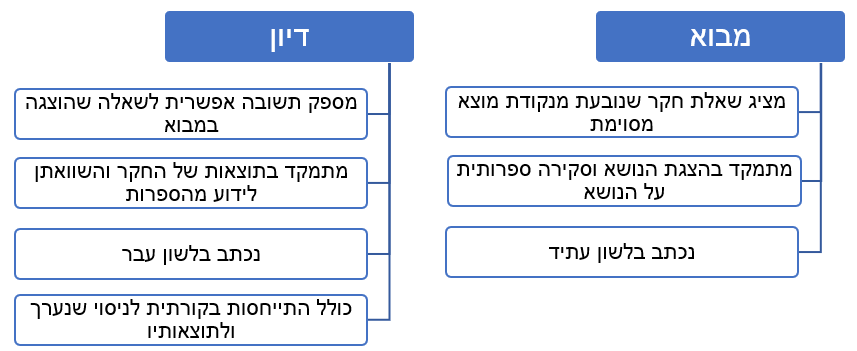 מבוא
מציג שאלת חקר שנובעת מנקודת מוצא
מסוימת
מתמקד בהצגת הנושא וסקירה ספרותית
על הנושא
נכתב בלשון עתיד
דיון
מספק תשובה אפשרית לשאלה שהוצגה
במבוא
מתמקד בתוצאות של החקר והשוואתן
לידוע מהספרות
נכתב בלשון עבר
כולל התייחסות בקורתית לניסוי שנערך
ולתוצאותיו